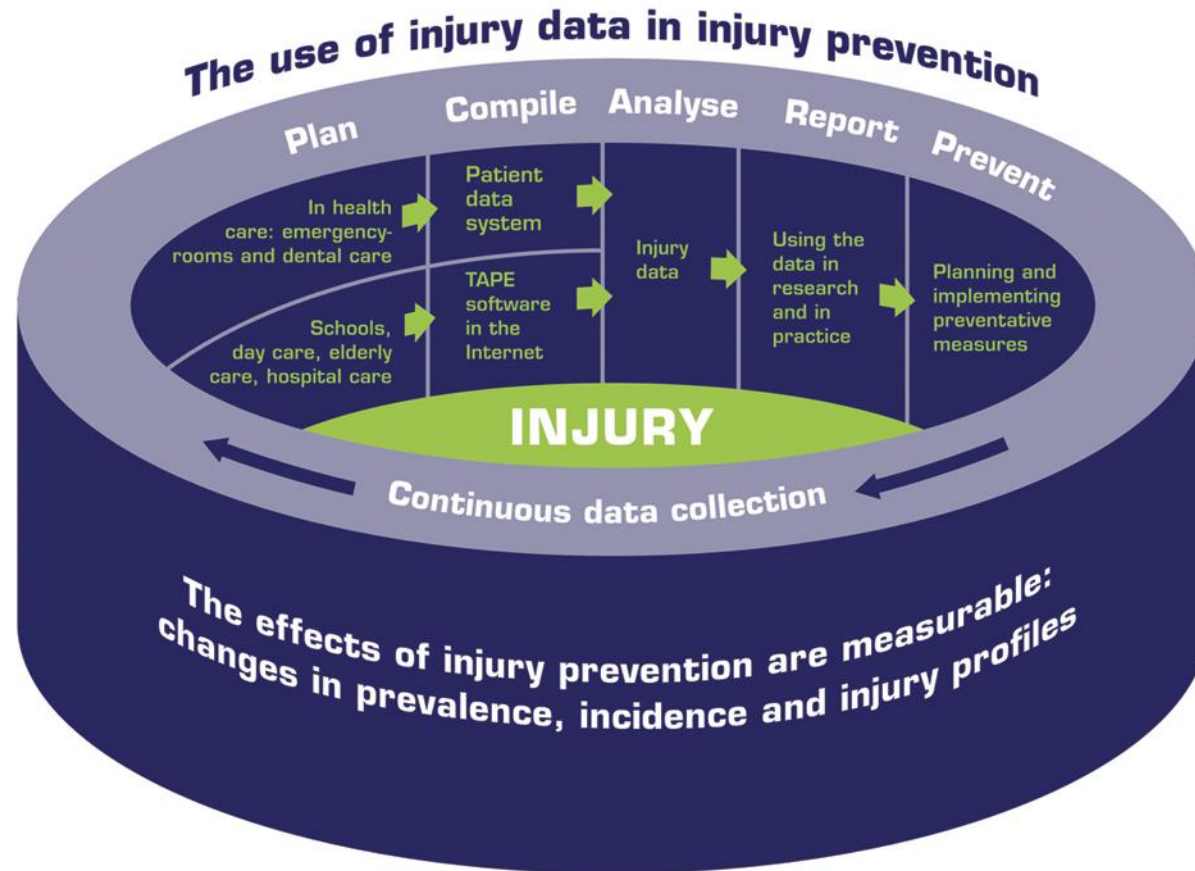 The use of injury data in injury prevention
Plan
Compile
Analyse
Report
Prevent
In health
care: emergency-
rooms and dental care
Patient
data
system
Schools,
day care, elderly
care, hospital care
TAPE
software
in the
Internet
Injury
data
Using the
data in
research
and in
practice
Planning and
implementing
preventative
measures
INJURY
Continuous data collection
The effects of injury prevention are measurable:
changes in prevalence, incidence and injury profiles